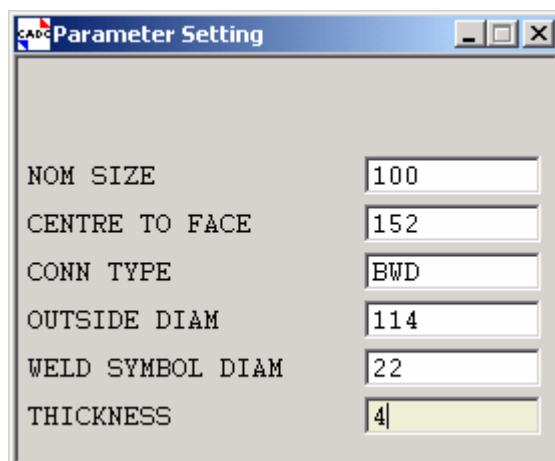 CADC Parameter Setting
NOM SIZE 100
CENTRE TO FACE 152
CONN TYPE BWD
OUTSIDE DIAM 114
WELD SYMBOL DIAM 22
THICKNESS 4